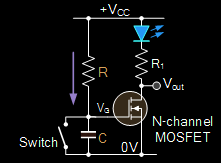 +VCC
R
R1
Vout
VG
N-channel
MOSFET
Switch
C
0V